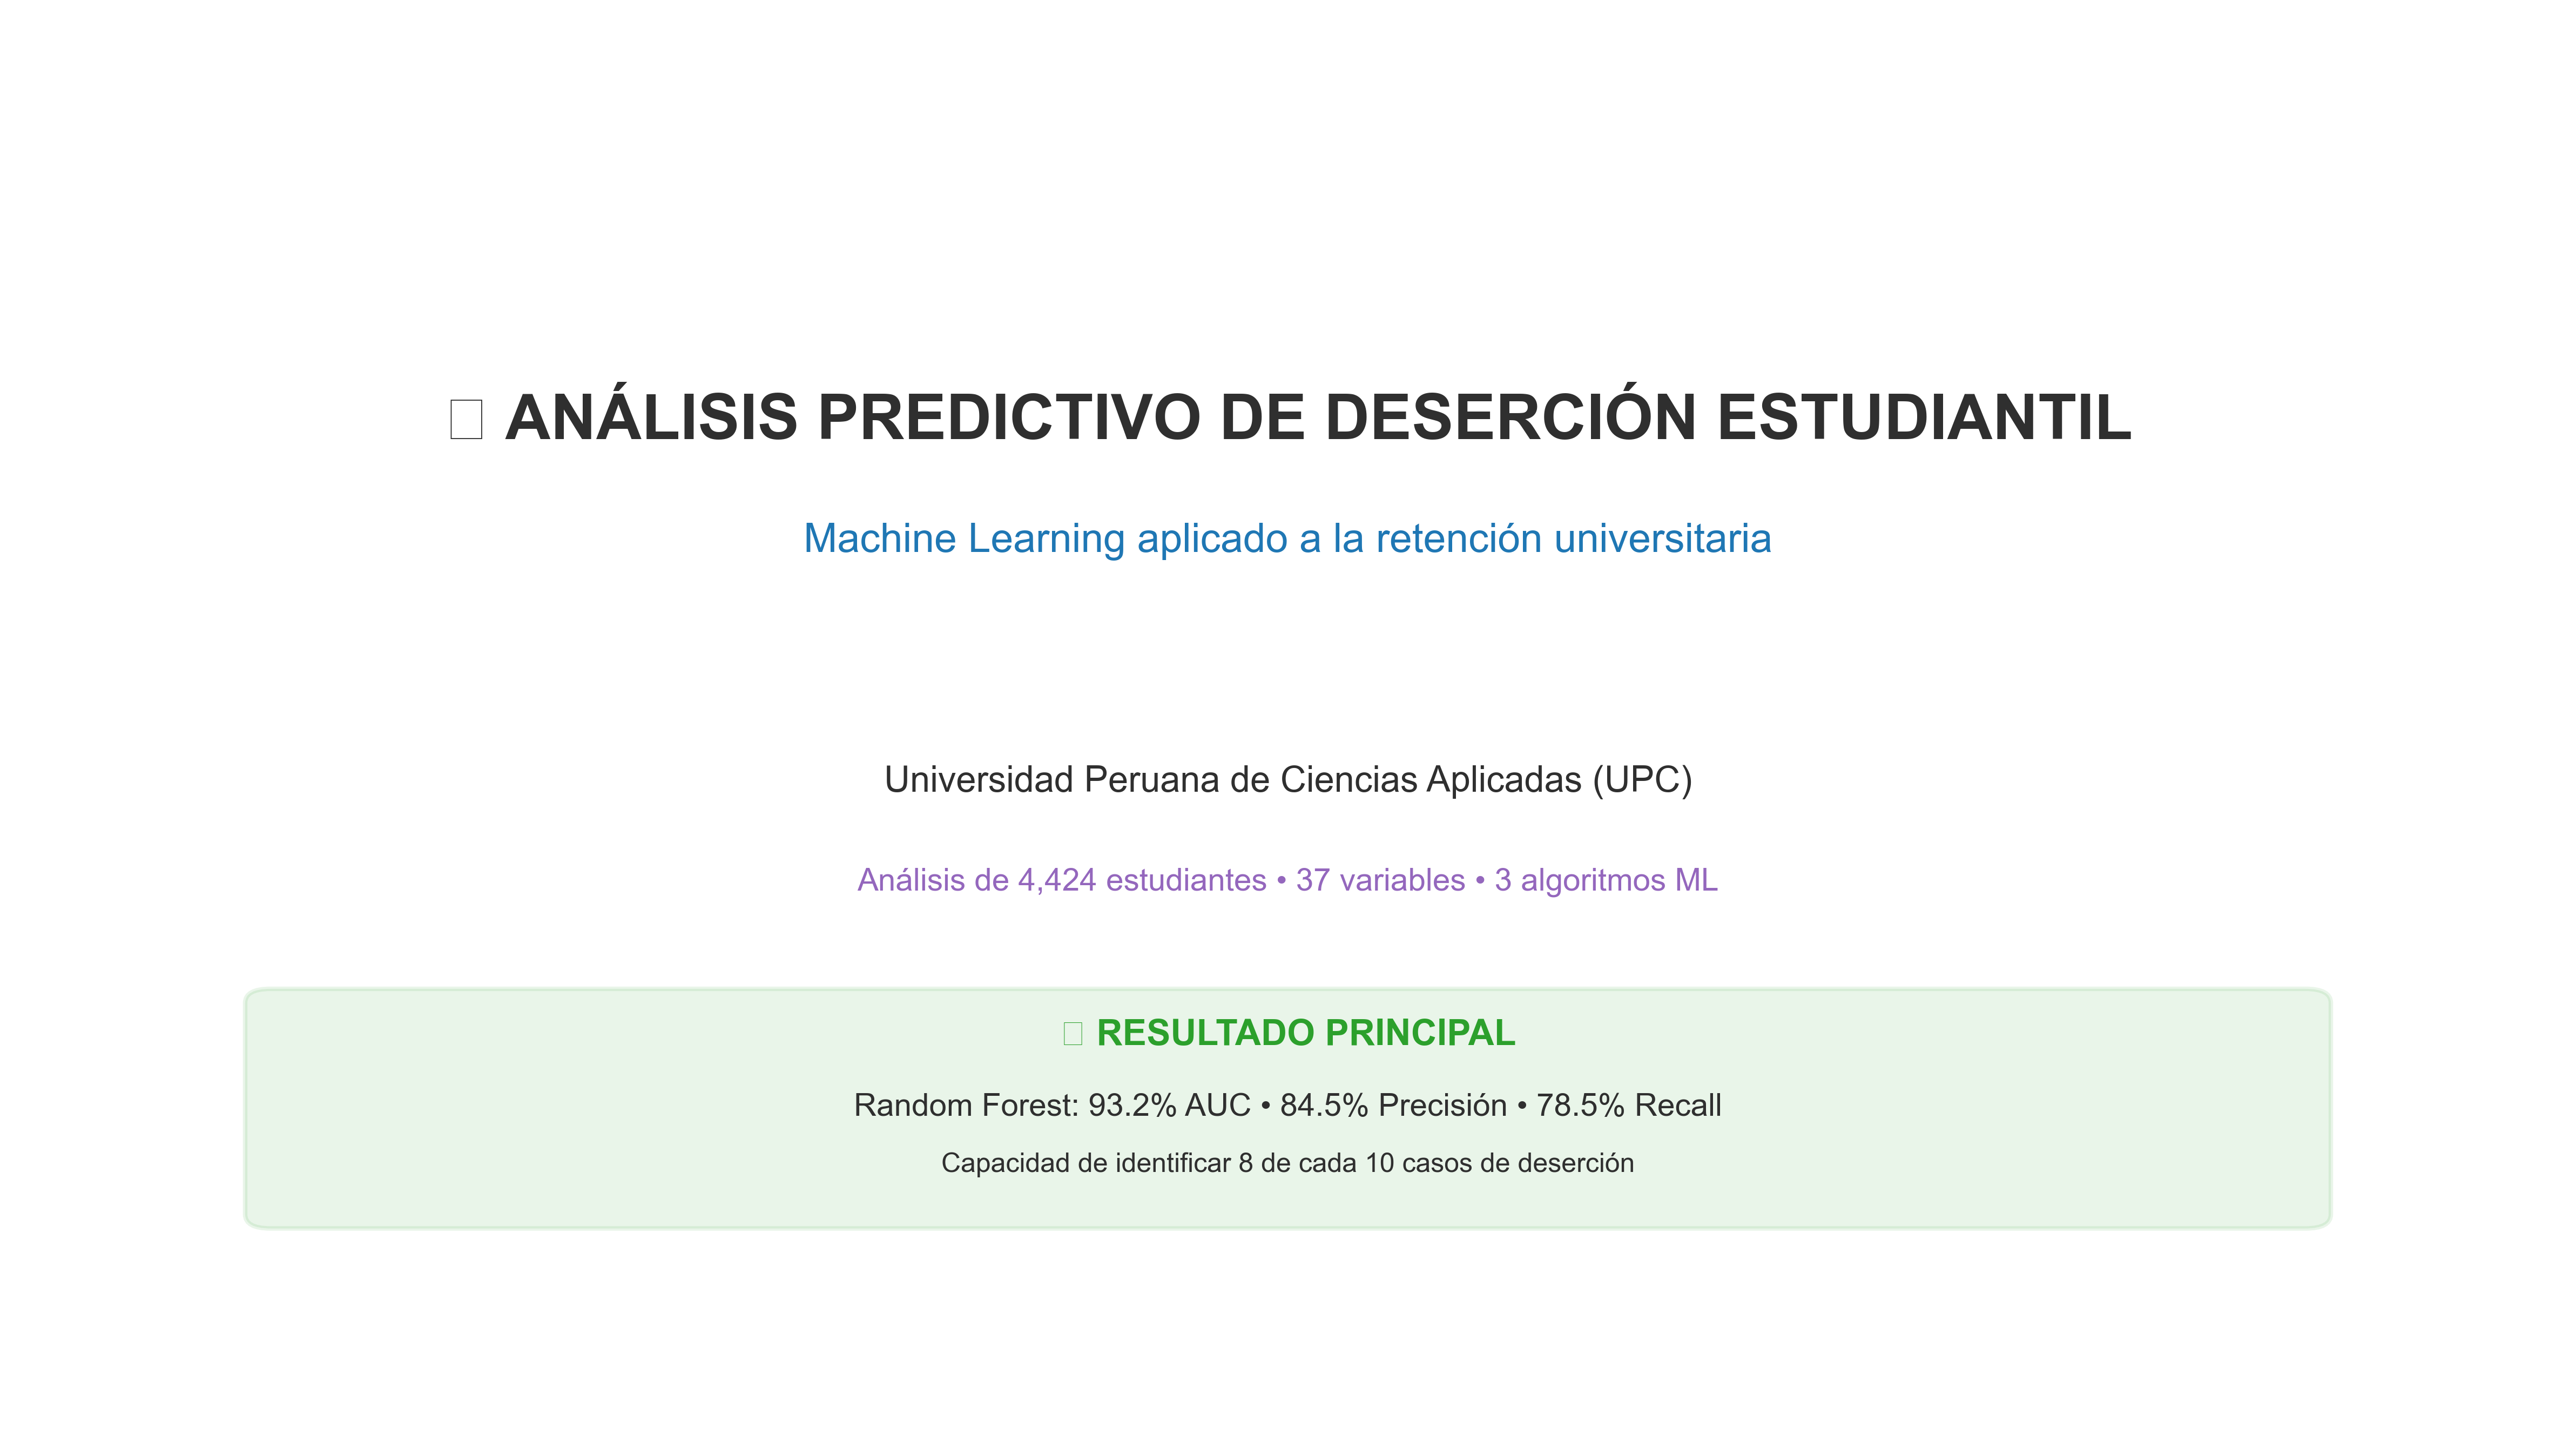 ANÁLISIS PREDICTIVO DE DESERCIÓN ESTUDIANTIL
Machine Learning aplicado a la retención universitaria
Universidad Peruana de Ciencias Aplicadas (UPC)
Análisis de 4,424 estudiantes • 37 variables • 3 algoritmos ML
RESULTADO PRINCIPAL
Random Forest: 93.2% AUC • 84.5% Precisión • 78.5% Recall
Capacidad de identificar 8 de cada 10 casos de deserción